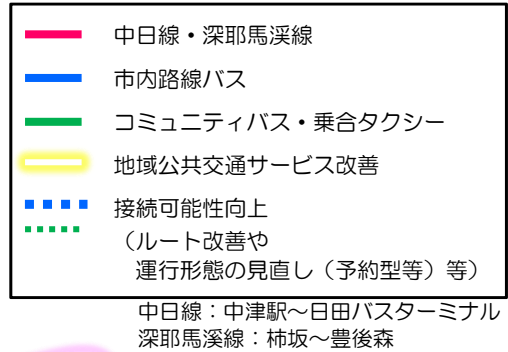 中日線・深耶馬溪線
市内路線バス
コミュニティバス・乗合タクシー
地域公共交通サービス改善
接続可能性向上
（ルート改善や
運行形態の見直し（予約型等）等）
中日線：中津駅～日田バスターミナル
深耶馬溪線：柿坂～豊後森